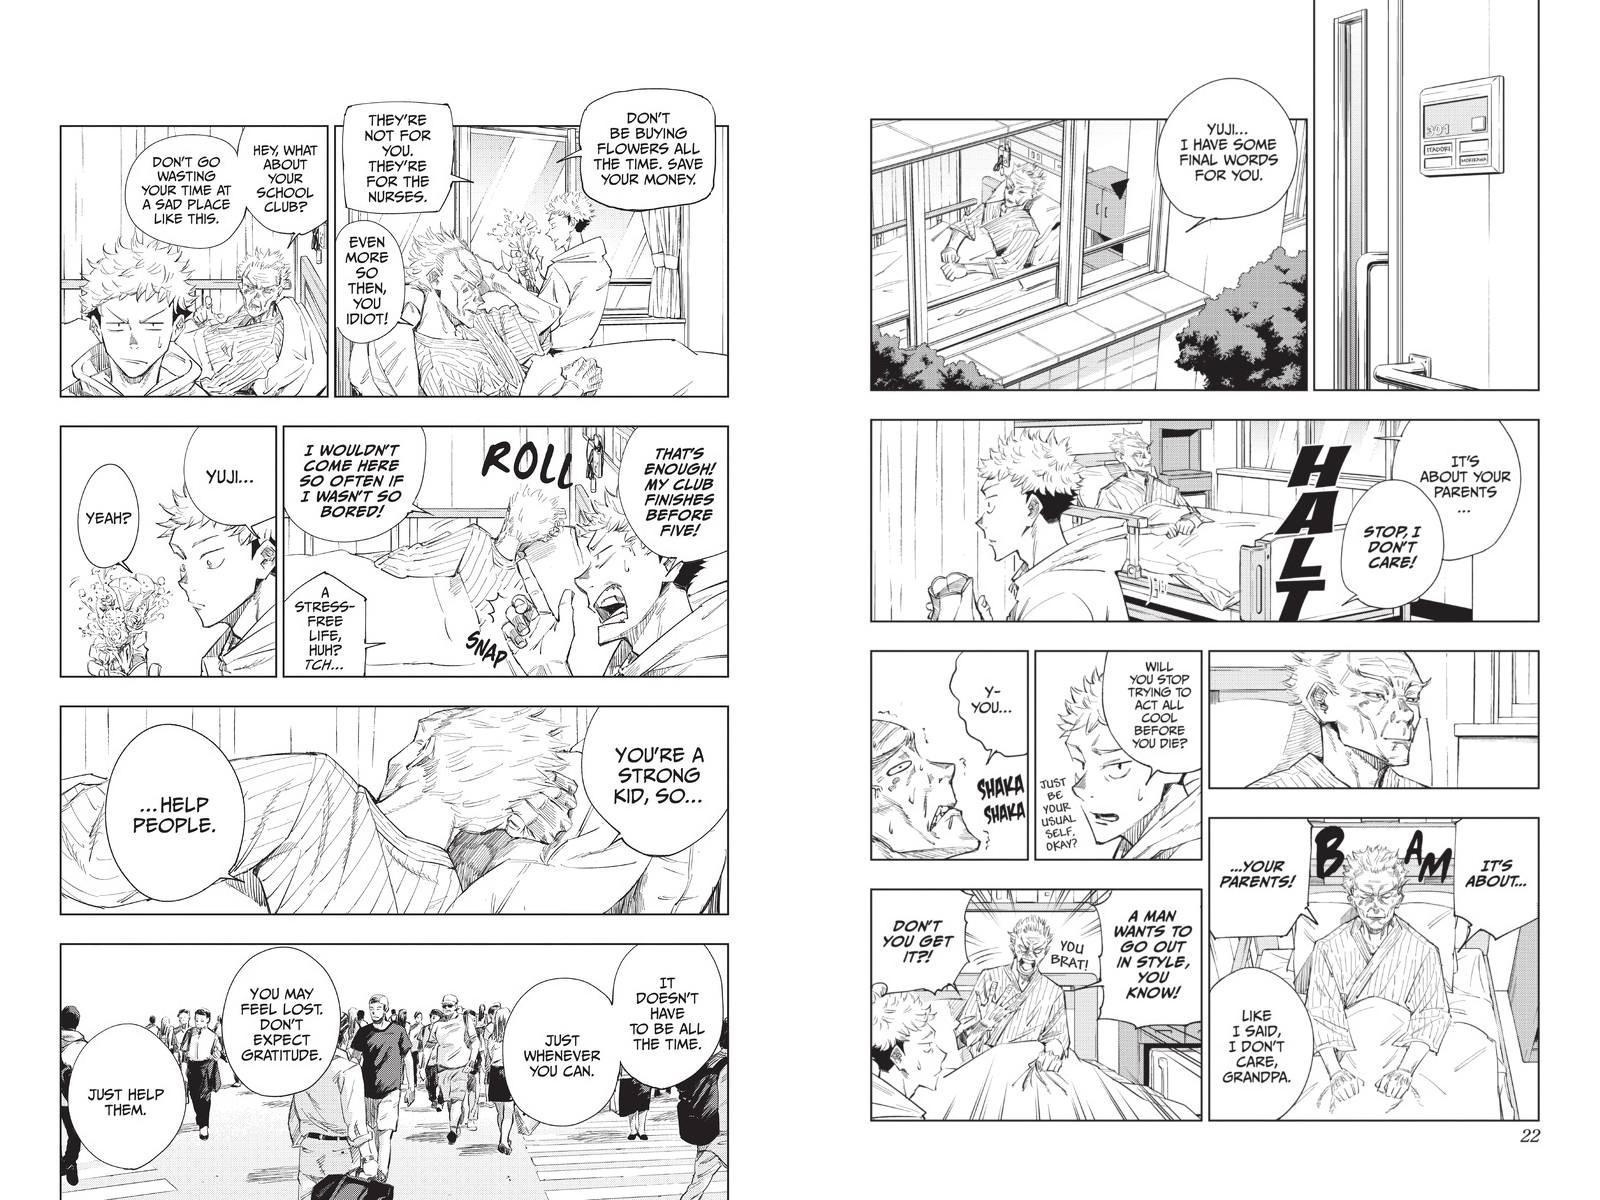 301
ITADORI
MORIKAWA
YUJI...
I HAVE SOME
FINAL WORDS
FOR YOU.
IT'S
ABOUT YOUR
PARENTS
...
STOP, I
DON'T
CARE!
HALT
WILL
YOU STOP
TRYING TO
ACT ALL
COOL
BEFORE
YOU DIE?
JUST
BE
YOUR
USUAL
SELF,
OKAY?
Y-
YOU...
SHAKA
SHAKA
IT'S
ABOUT...
BAM
...YOUR
PARENTS!
LIKE
I SAID,
I DON'T
CARE,
GRANDPA.
A MAN
WANTS TO
GO OUT
IN STYLE,
YOU
KNOW!
YOU
BRAT!
DON'T
YOU GET
IT?!
22
DON'T
BE BUYING
FLOWERS ALL
THE TIME. SAVE
YOUR MONEY.
THEY'RE
NOT FOR
YOU.
THEY'RE
FOR THE
NURSES.
EVEN
MORE
SO
THEN,
YOU
IDIOT!
HEY, WHAT
ABOUT
YOUR
SCHOOL
CLUB?
DON'T GO
WASTING
YOUR TIME AT
A SAD PLACE
LIKE THIS.
THAT'S
ENOUGH!
MY CLUB
FINISHES
BEFORE
FIVE!
ROLL
I WOULDN'T
COME HERE
SO OFTEN IF
I WASN'T SO
BORED!
SNAP
A
STRESS-
FREE
LIFE,
HUH?
TCH...
YUJI...
YEAH?
YOU'RE A
STRONG
KID, SO...
...HELP
PEOPLE.
IT
DOESN'T
HAVE
TO BE ALL
THE TIME.
JUST
WHENEVER
YOU CAN.
YOU MAY
FEEL LOST.
DON'T
EXPECT
GRATITUDE.
JUST HELP
THEM.